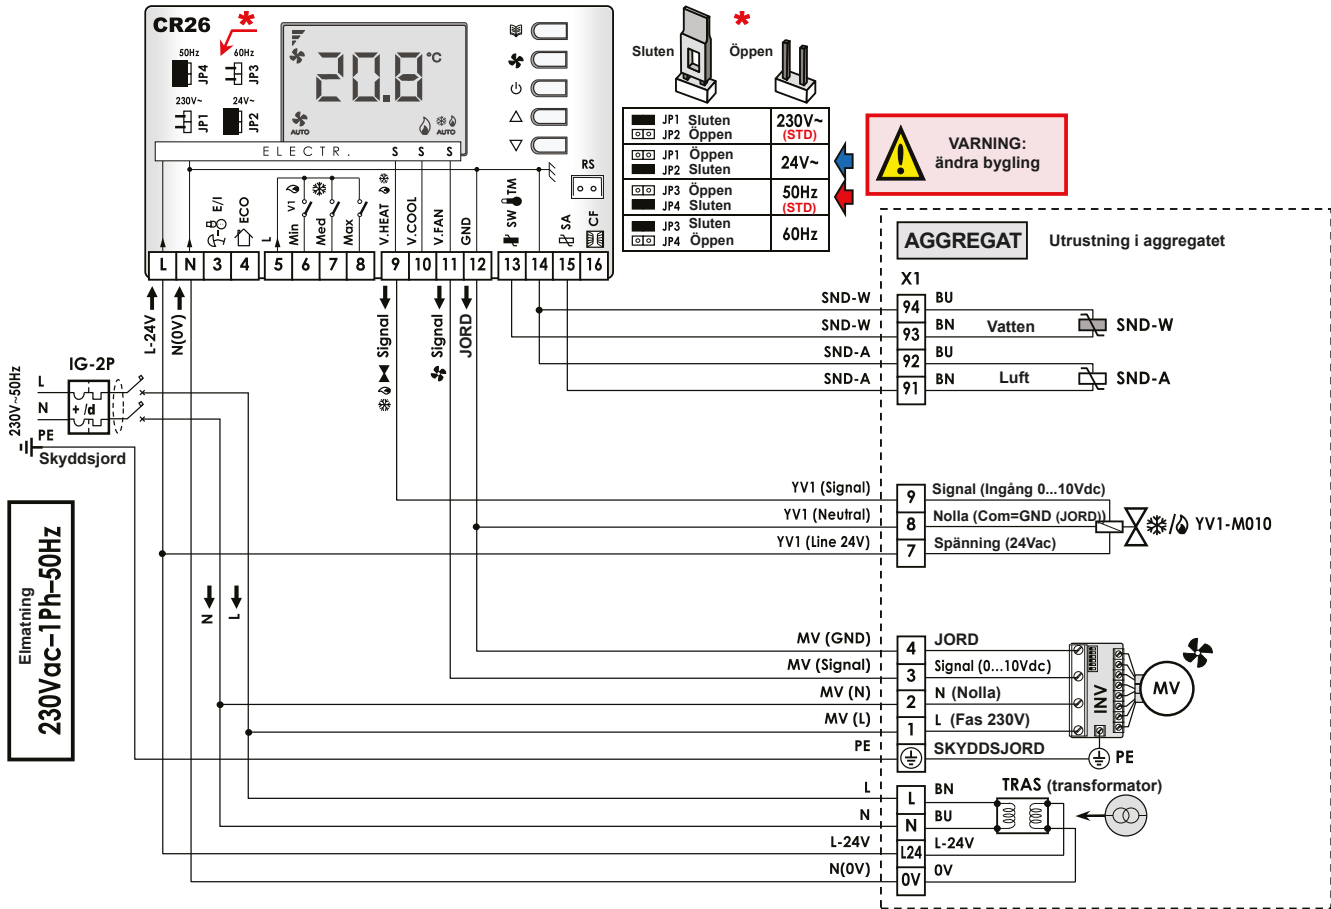 CR26
*
50Hz
JP4
60Hz
JP3
230V~
JP1
24V~
JP2
20.8 °C
AUTO
AUTO
ELECTR. S S S
RS
L
V1
Min
Med
Max
E/I
ECO
V.HEAT
V.COOL
V.FAN
GND
SW
TM
SA
CF
L N 3 4 5 6 7 8 9 10 11 12 13 14 15 16
Sluten
*
Öppen
JP1 Sluten
JP2 Öppen
230V~
(STD)
JP1 Öppen
JP2 Sluten
24V~
JP3 Öppen
JP4 Sluten
50Hz
(STD)
JP3 Sluten
JP4 Öppen
60Hz
VARNING:
ändra bygling
AGGREGAT
Utrustning i aggregatet
X1
L-24V
N(0V)
Signal
Signal
JORD
IG-2P
230V~50Hz
L
N
PE
+ /d
Skyddsjord
Elmatning
230Vac–1Ph–50Hz
N
L
SND-W 94 BU
SND-W 93 BN Vatten SND-W
SND-A 92 BU
SND-A 91 BN Luft SND-A
YV1 (Signal) 9 Signal (Ingång 0...10Vdc)
YV1 (Neutral) 8 Nolla (Com=GND (JORD))
YV1 (Line 24V) 7 Spänning (24Vac)
/ YV1-M010
MV (GND) 4 JORD
MV (Signal) 3 Signal (0...10Vdc)
MV (N) 2 N (Nolla)
MV (L) 1 L (Fas 230V)
PE SKYDDSJORD
INV
MV
PE
TRAS (transformator)
L L BN
N N BU
L-24V L24 L-24V
N(0V) 0V 0V